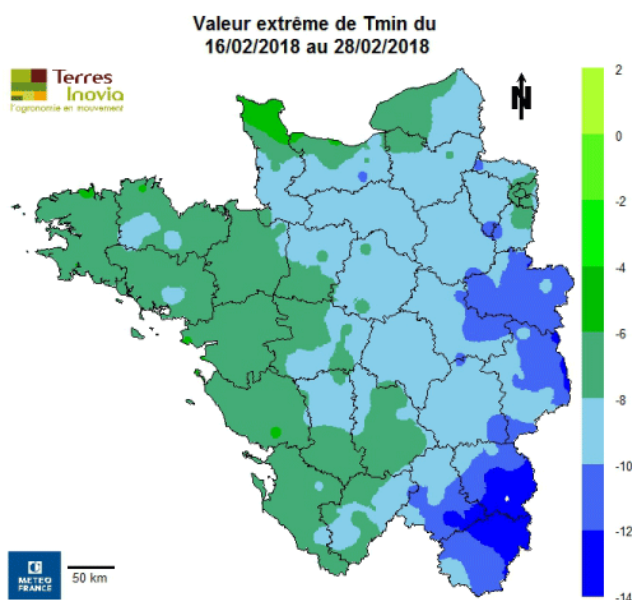 Valeur extrême de Tmin du
16/02/2018 au 28/02/2018
Terres
Inovia
l'agronomie en mouvement
N
2
0
-2
-4
-6
-8
-10
-12
-14
METEO
FRANCE
50 km